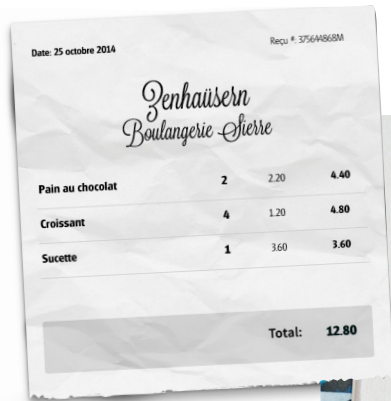 Date: 25 octobre 2014 Reçu #: 375644868M
Zenhaüsern
Boulangerie Sierre
Pain au chocolat 2 2.20 4.40
Croissant 4 1.20 4.80
Sucette 1 3.60 3.60
Total: 12.80